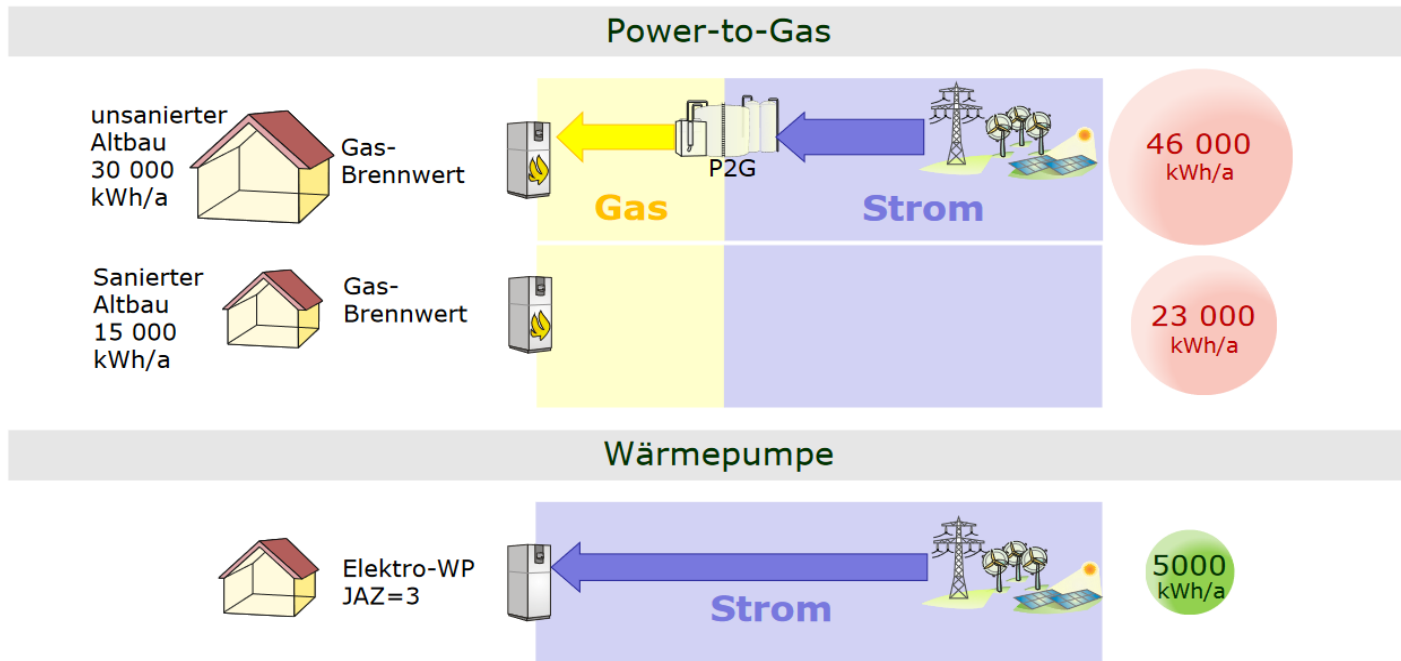 Power-to-Gas
unsanierter
Altbau
30 000
kWh/a
Gas-
Brennwert
P2G
Gas
Strom
46 000
kWh/a
Sanierter
Altbau
15 000
kWh/a
Gas-
Brennwert
23 000
kWh/a
Wärmepumpe
Elektro-WP
JAZ=3
Strom
5000
kWh/a